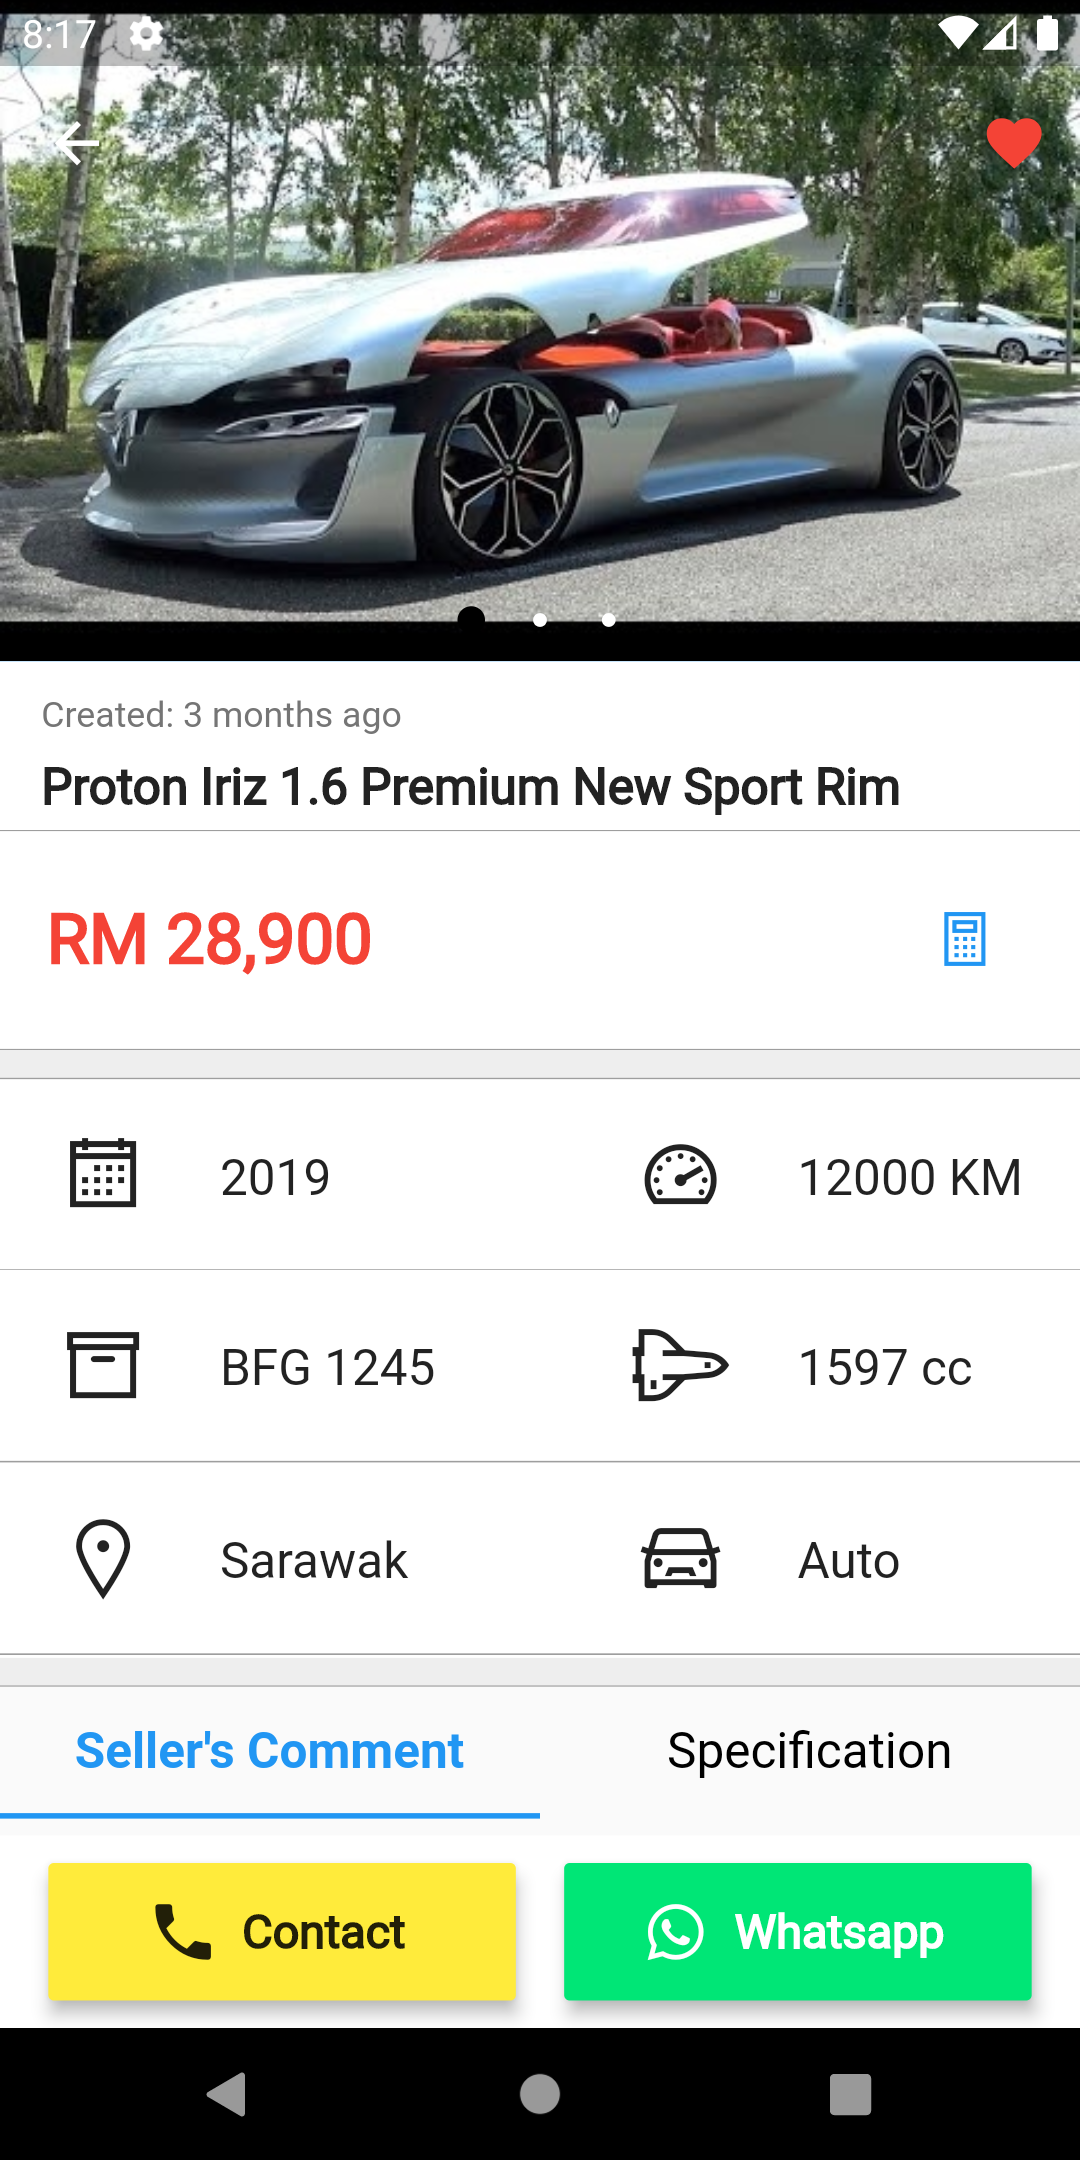 8:17
Created: 3 months ago
Proton Iriz 1.6 Premium New Sport Rim
RM 28,900
2019
12000 KM
BFG 1245
1597 cc
Sarawak
Auto
Seller's Comment
Specification
Contact
Whatsapp